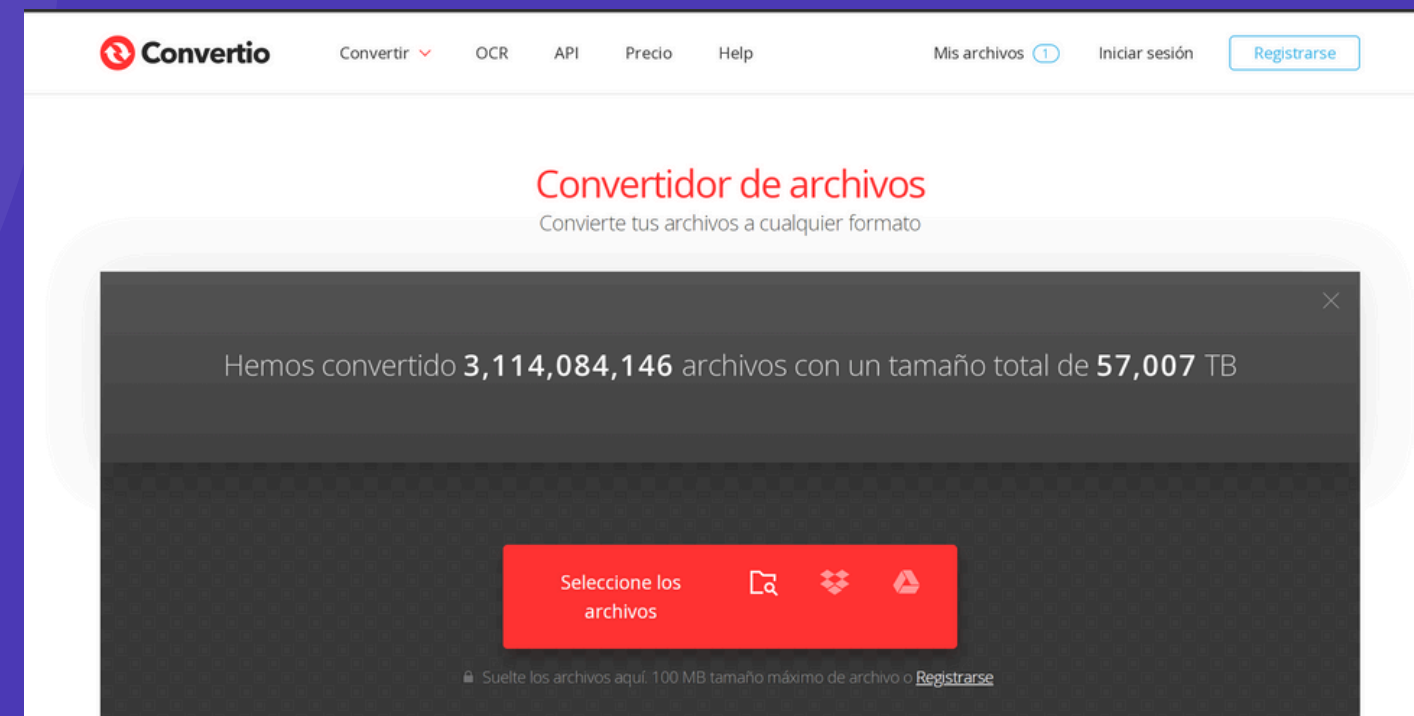 Convertio Convertir OCR API Precio Help Mis archivos 1 Iniciar sesión Registrarse
Convertidor de archivos
Convierte tus archivos a cualquier formato
Hemos convertido 3,114,084,146 archivos con un tamaño total de 57,007 TB
Seleccione los
archivos
Suelte los archivos aquí. 100 MB tamaño máximo de archivo o Registrarse